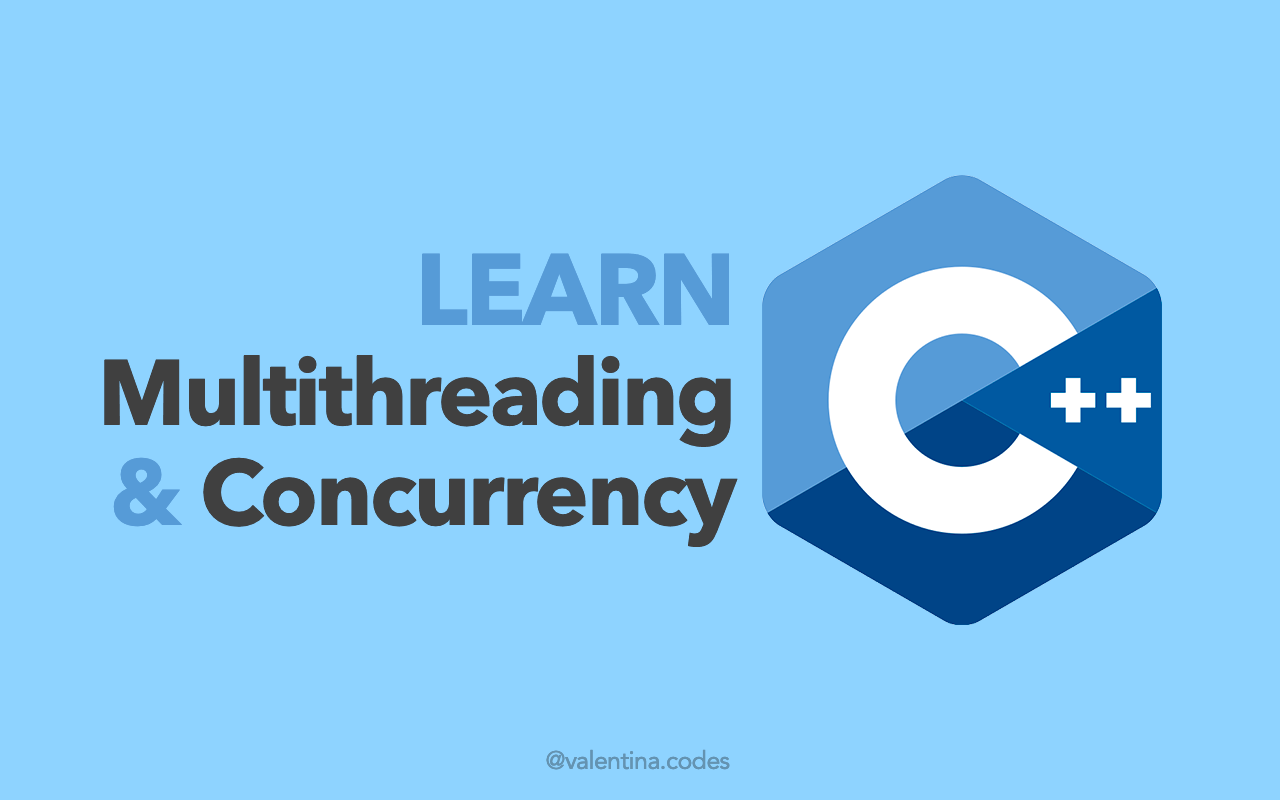 LEARN
Multithreading
& Concurrency
C++
@valentina.codes